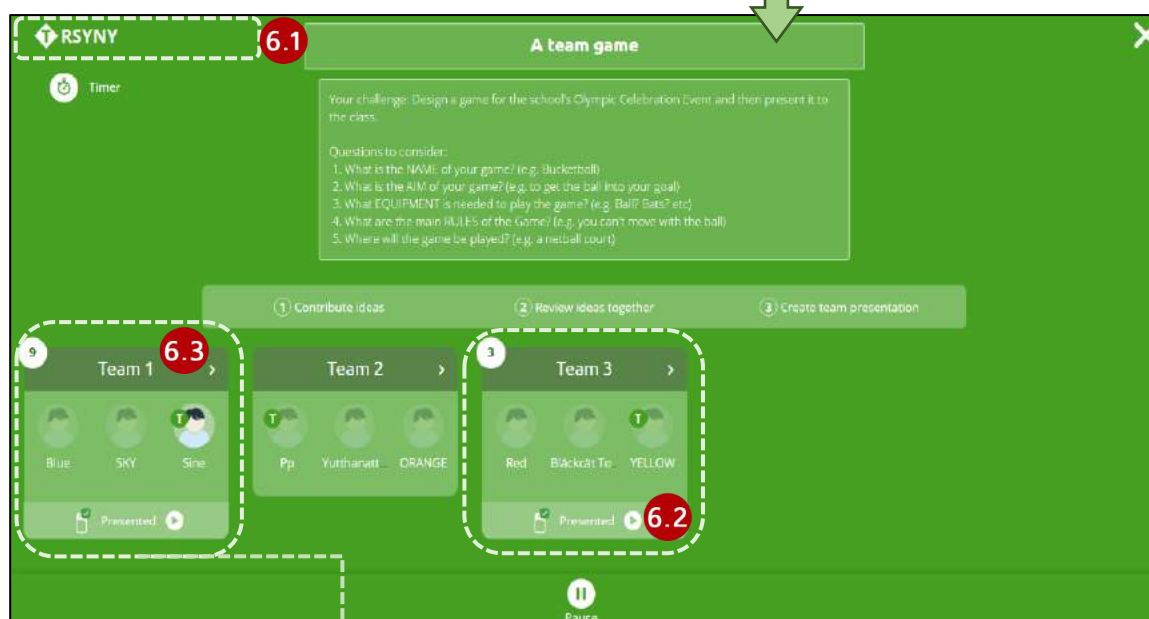 RSYNY
6.1
A team game
Timer
Your challenge: Design a game for the school's Olympic Celebration Event and then present it to
the class.
Questions to consider:
1. What is the NAME of your game? (e.g. Bucketball)
2. What is the AIM of your game? (e.g. to get the ball into your goal)
3. What EQUIPMENT is needed to play the game? (e.g. Ball? Bats? etc)
4. What are the main RULES of the Game? (e.g. you can't move with the ball)
5. Where will the game be played? (e.g. a netball court)
1 Contribute ideas
2 Review ideas together
3 Create team presentation
9
Team 1
6.3
T
Blue SKY Sine
Presented
Team 2
T
Pp Yutthanatt... ORANGE
3
Team 3
T
Red Bläckcät To... YELLOW
Presented
6.2
Pause